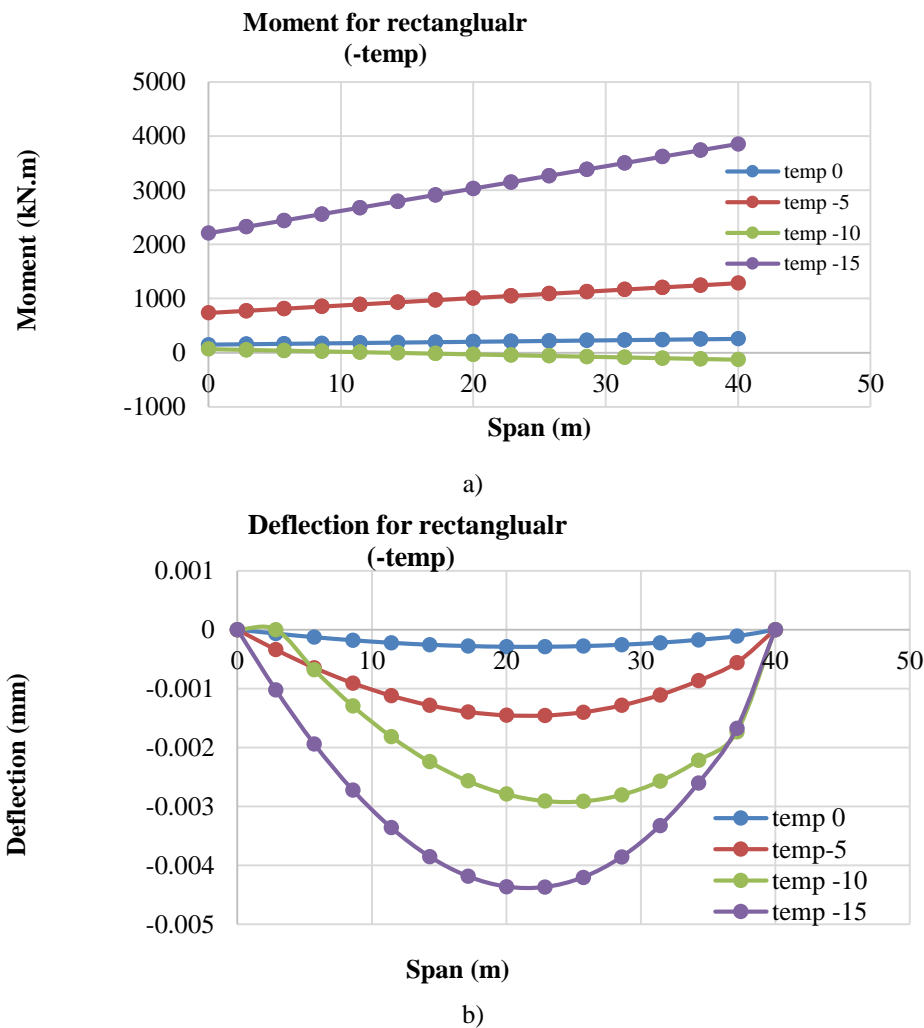 Moment for rectanglualr
(-temp)
5000
4000
3000
2000
1000
0
-1000
0
10
20
30
40
50
Moment (kN.m)
Span (m)
temp 0
temp -5
temp -10
temp -15
a)
Deflection for rectanglualr
(-temp)
0.001
0
-0.001
-0.002
-0.003
-0.004
-0.005
0
10
20
30
40
50
Deflection (mm)
temp 0
temp-5
temp -10
temp -15
Span (m)
b)